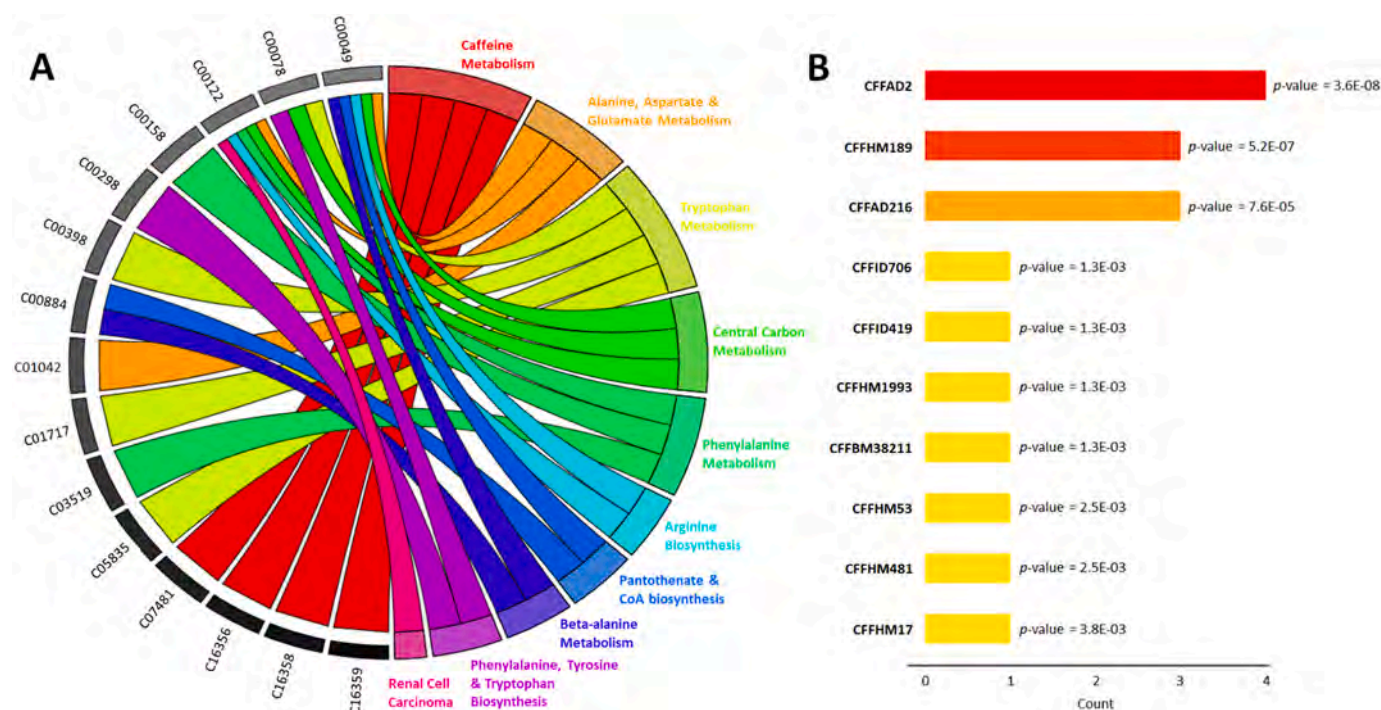 A
C00049
C00078
C00122
C00158
C00298
C00398
C00884
C01042
C01717
C03519
C05835
C07481
C16356
C16358
C16359
Caffeine
Metabolism
Alanine, Aspartate &
Glutamate Metabolism
Tryptophan
Metabolism
Central Carbon
Metabolism
Phenylalanine
Metabolism
Arginine
Biosynthesis
Pantothenate &
CoA biosynthesis
Beta-alanine
Metabolism
Phenylalanine, Tyrosine
& Tryptophan
Biosynthesis
Renal Cell
Carcinoma
B
CFFAD2 p-value = 3.6E-08
CFFHM189 p-value = 5.2E-07
CFFAD216 p-value = 7.6E-05
CFFID706 p-value = 1.3E-03
CFFID419 p-value = 1.3E-03
CFFHM1993 p-value = 1.3E-03
CFFBM38211 p-value = 1.3E-03
CFFHM53 p-value = 2.5E-03
CFFHM481 p-value = 2.5E-03
CFFHM17 p-value = 3.8E-03
0 1 2 3 4
Count